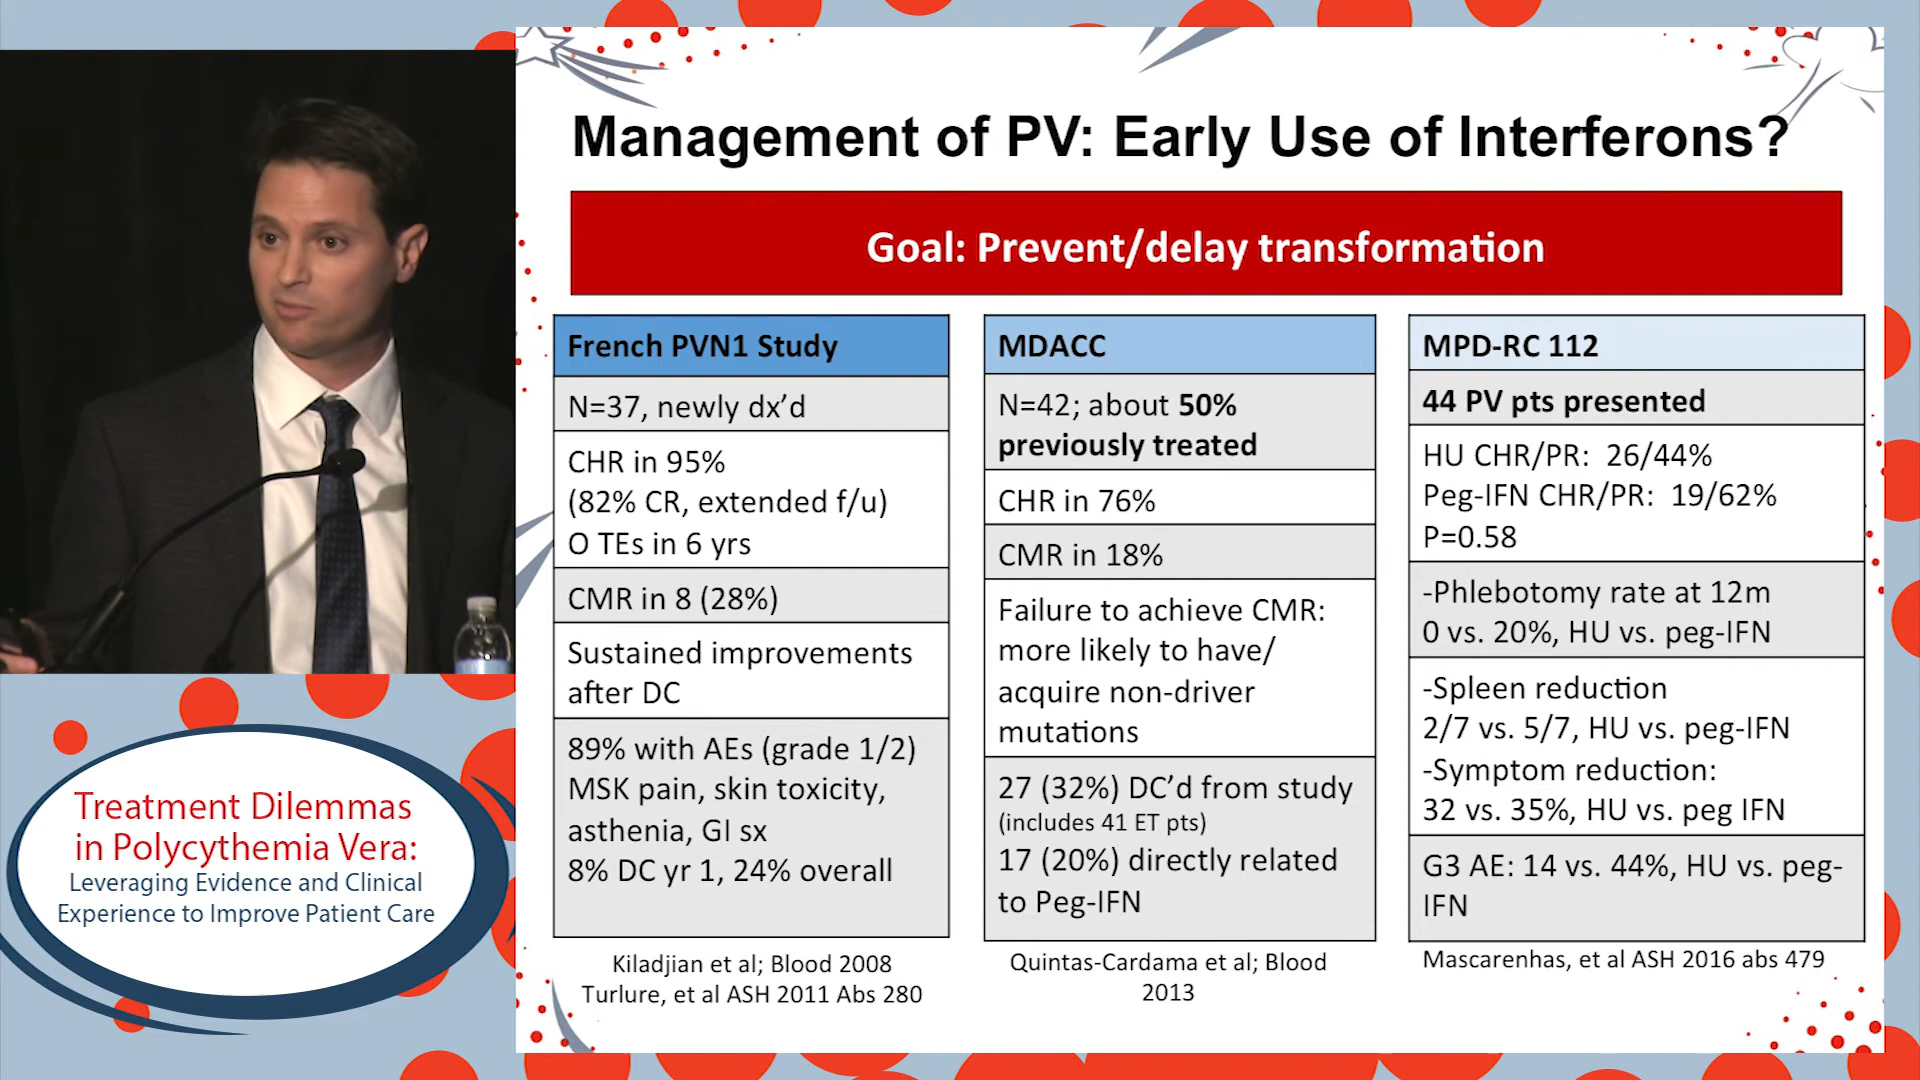 Management of PV: Early Use of Interferons?
Goal: Prevent/delay transformation
French PVN1 Study
N=37, newly dx’d
CHR in 95%
(82% CR, extended f/u)
O TEs in 6 yrs
CMR in 8 (28%)
Sustained improvements
after DC
89% with AEs (grade 1/2)
MSK pain, skin toxicity,
asthenia, GI sx
8% DC yr 1, 24% overall
Kiladjian et al; Blood 2008
Turlure, et al ASH 2011 Abs 280
MDACC
N=42; about 50%
previously treated
CHR in 76%
CMR in 18%
Failure to achieve CMR:
more likely to have/
acquire non-driver
mutations
27 (32%) DC’d from study
(includes 41 ET pts)
17 (20%) directly related
to Peg-IFN
Quintas-Cardama et al; Blood
2013
MPD-RC 112
44 PV pts presented
HU CHR/PR: 26/44%
Peg-IFN CHR/PR: 19/62%
P=0.58
-Phlebotomy rate at 12m
0 vs. 20%, HU vs. peg-IFN
-Spleen reduction
2/7 vs. 5/7, HU vs. peg-IFN
-Symptom reduction:
32 vs. 35%, HU vs. peg IFN
G3 AE: 14 vs. 44%, HU vs. peg-
IFN
Mascarenhas, et al ASH 2016 abs 479
Treatment Dilemmas
in Polycythemia Vera:
Leveraging Evidence and Clinical
Experience to Improve Patient Care